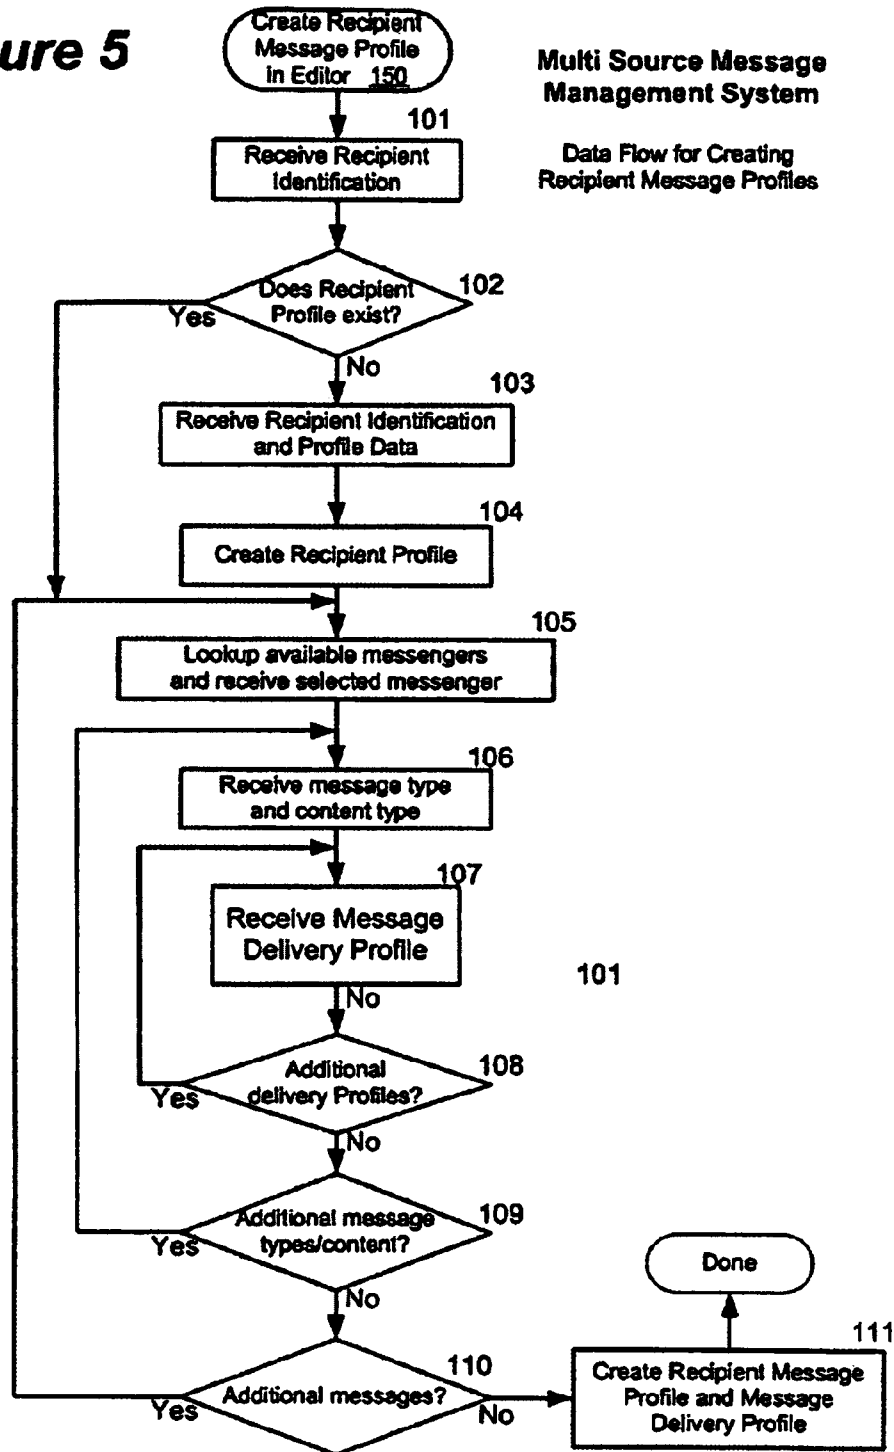 ure 5
Multi Source Message
Management System
Data Flow for Creating
Recipient Message Profiles
Create Recipient
Message Profile
in Editor 150
101
Receive Recipient
Identification
102
Does Recipient
Profile exist?
Yes
No
103
Receive Recipient Identification
and Profile Data
104
Create Recipient Profile
105
Lookup available messengers
and receive selected messenger
106
Receive message type
and content type
107
Receive Message
Delivery Profile
101
No
108
Additional
delivery Profiles?
Yes
No
109
Additional message
types/content?
Yes
No
110
Additional messages?
Yes
No
111
Create Recipient Message
Profile and Message
Delivery Profile
Done